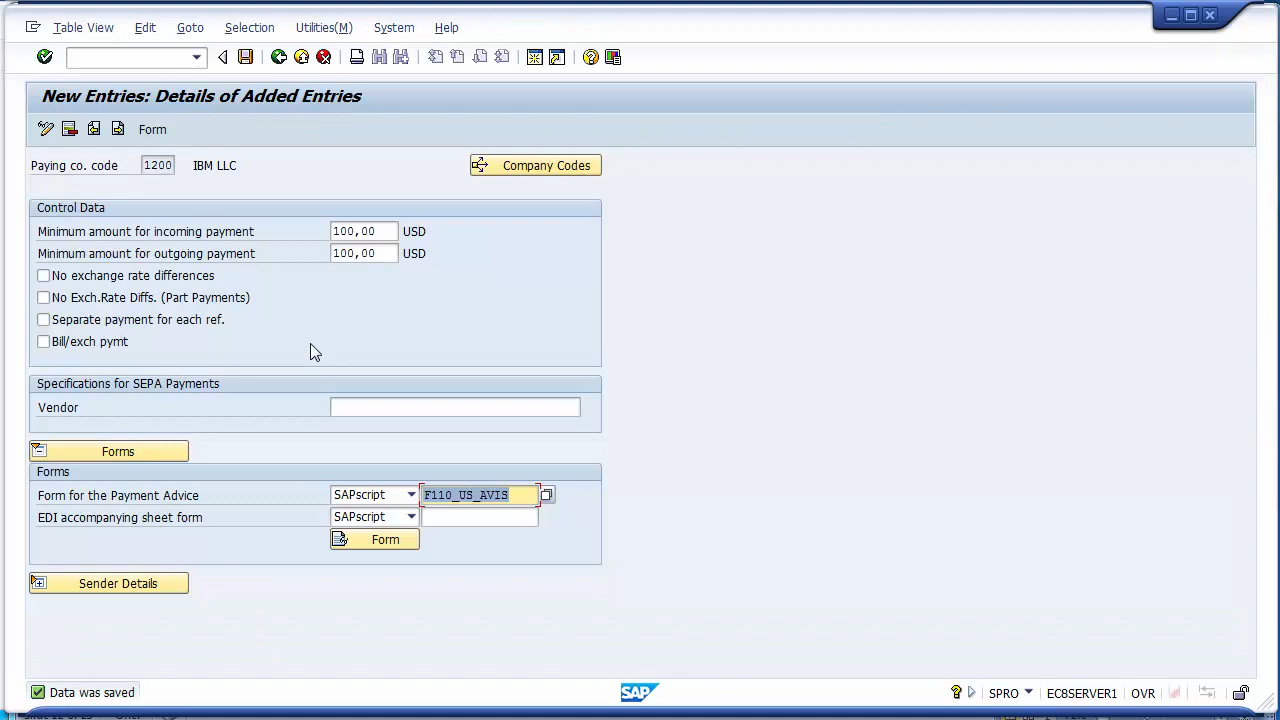 Table View Edit Goto Selection Utilities(M) System Help
New Entries: Details of Added Entries
Form
Paying co. code 1200 IBM LLC Company Codes
Control Data
Minimum amount for incoming payment 100,00 USD
Minimum amount for outgoing payment 100,00 USD
No exchange rate differences
No Exch.Rate Diffs. (Part Payments)
Separate payment for each ref.
Bill/exch pymt
Specifications for SEPA Payments
Vendor
Forms
Forms
Form for the Payment Advice SAPscript F110_US_AVIS
EDI accompanying sheet form SAPscript
Form
Sender Details
Data was saved SAP SPRO ECCSERVER1 OVR